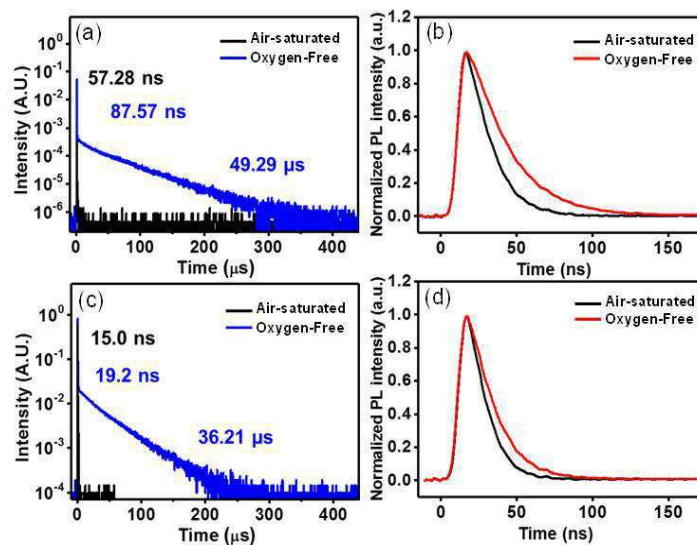 (a)
Air-saturated
Oxygen-Free
57.28 ns
87.57 ns
49.29 μs
Intensity (A.U.)
10^0
10^-1
10^-2
10^-3
10^-4
10^-5
10^-6
0 100 200 300 400
Time (μs)
(b)
Air-saturated
Oxygen-Free
Normalized PL intensity (a.u.)
1.2
1.0
0.8
0.6
0.4
0.2
0.0
0 50 100 150
Time (ns)
(c)
Air-saturated
Oxygen-Free
15.0 ns
19.2 ns
36.21 μs
Intensity (A.U.)
10^0
10^-1
10^-2
10^-3
10^-4
0 100 200 300 400
Time (μs)
(d)
Air-saturated
Oxygen-Free
Normalized PL intensity (a.u.)
1.2
1.0
0.8
0.6
0.4
0.2
0.0
0 50 100 150
Time (ns)